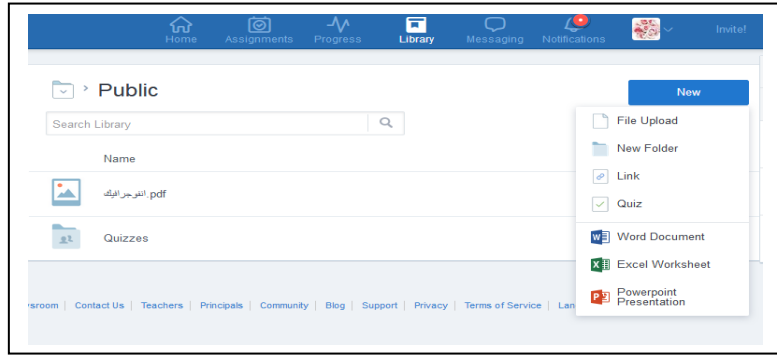 Home Assignments Progress Library Messaging Notifications Invite!
Public
New
Search Library
File Upload
New Folder
Name
Link
انفوجرافيك.pdf
Quiz
Quizzes
Word Document
Excel Worksheet
Powerpoint
Presentation
sroom | Contact Us | Teachers | Principals | Community | Blog | Support | Privacy | Terms of Service | Lan